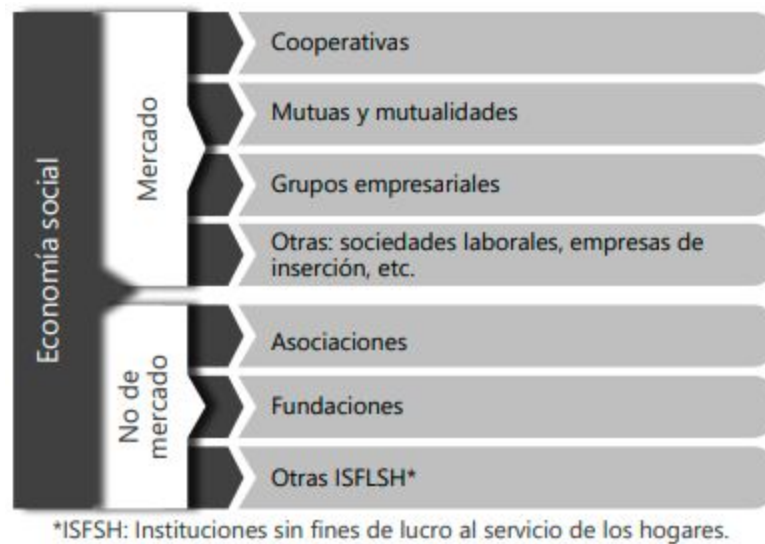 Economía social
Mercado
Cooperativas
Mutuas y mutualidades
Grupos empresariales
Otras: sociedades laborales, empresas de
inserción, etc.
No de
mercado
Asociaciones
Fundaciones
Otras ISFLSH*
*ISFSH: Instituciones sin fines de lucro al servicio de los hogares.